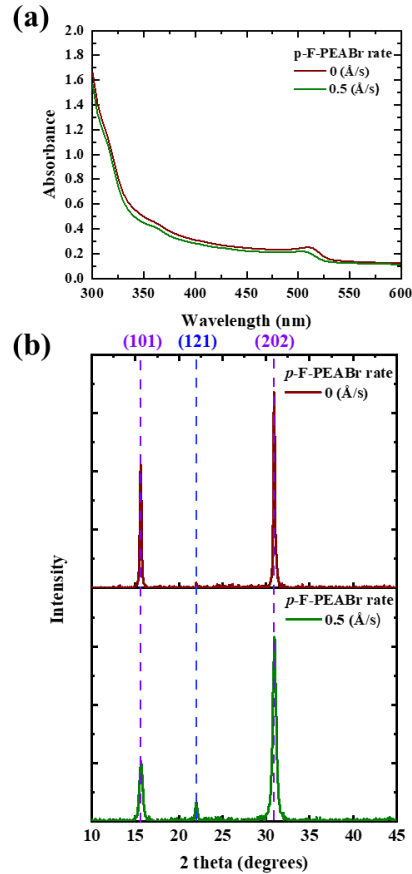 (a)
p-F-PEABr rate
0 (Å/s)
0.5 (Å/s)
2.0
1.8
1.6
1.4
1.2
1.0
0.8
0.6
0.4
0.2
0.0
Absorbance
300 350 400 450 500 550 600
Wavelength (nm)
(b)
(101) (121) (202)
p-F-PEABr rate
0 (Å/s)
p-F-PEABr rate
0.5 (Å/s)
Intensity
10 15 20 25 30 35 40 45
2 theta (degrees)